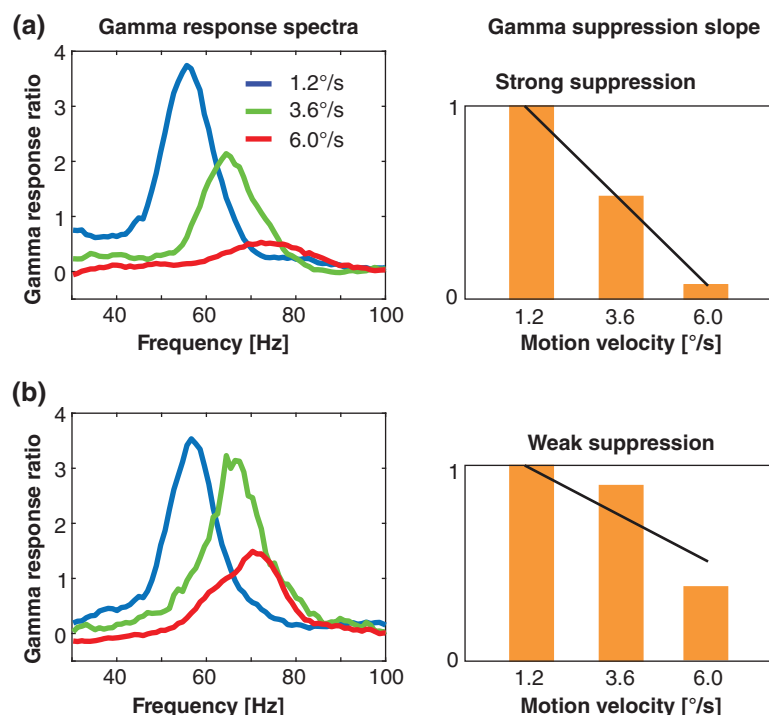 (a)
Gamma response spectra
Gamma suppression slope
Gamma response ratio
4
3
2
1
0
1.2°/s
3.6°/s
6.0°/s
40 60 80 100
Frequency [Hz]
Strong suppression
1
0
1.2 3.6 6.0
Motion velocity [°/s]
(b)
Gamma response ratio
4
3
2
1
0
40 60 80 100
Frequency [Hz]
Weak suppression
1
0
1.2 3.6 6.0
Motion velocity [°/s]